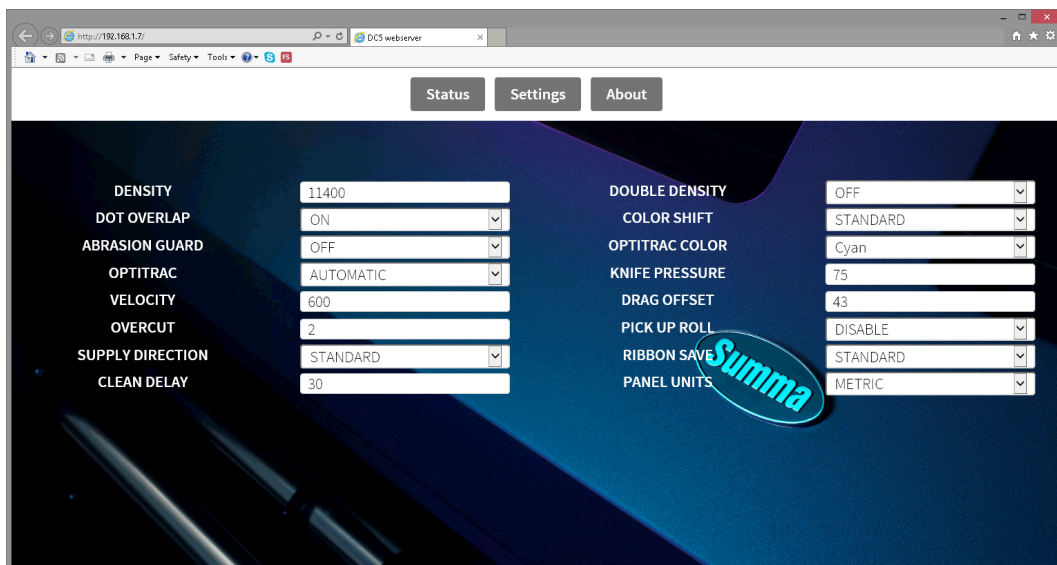 http://192.168.1.7/
DC5 webserver
Page Safety Tools
Status Settings About
DENSITY 11400 DOUBLE DENSITY OFF
DOT OVERLAP ON COLOR SHIFT STANDARD
ABRASION GUARD OFF OPTITRAC COLOR Cyan
OPTITRAC AUTOMATIC KNIFE PRESSURE 75
VELOCITY 600 DRAG OFFSET 43
OVERCUT 2 PICK UP ROLL DISABLE
SUPPLY DIRECTION STANDARD RIBBON SAVE STANDARD
CLEAN DELAY 30 PANEL UNITS METRIC
Summa